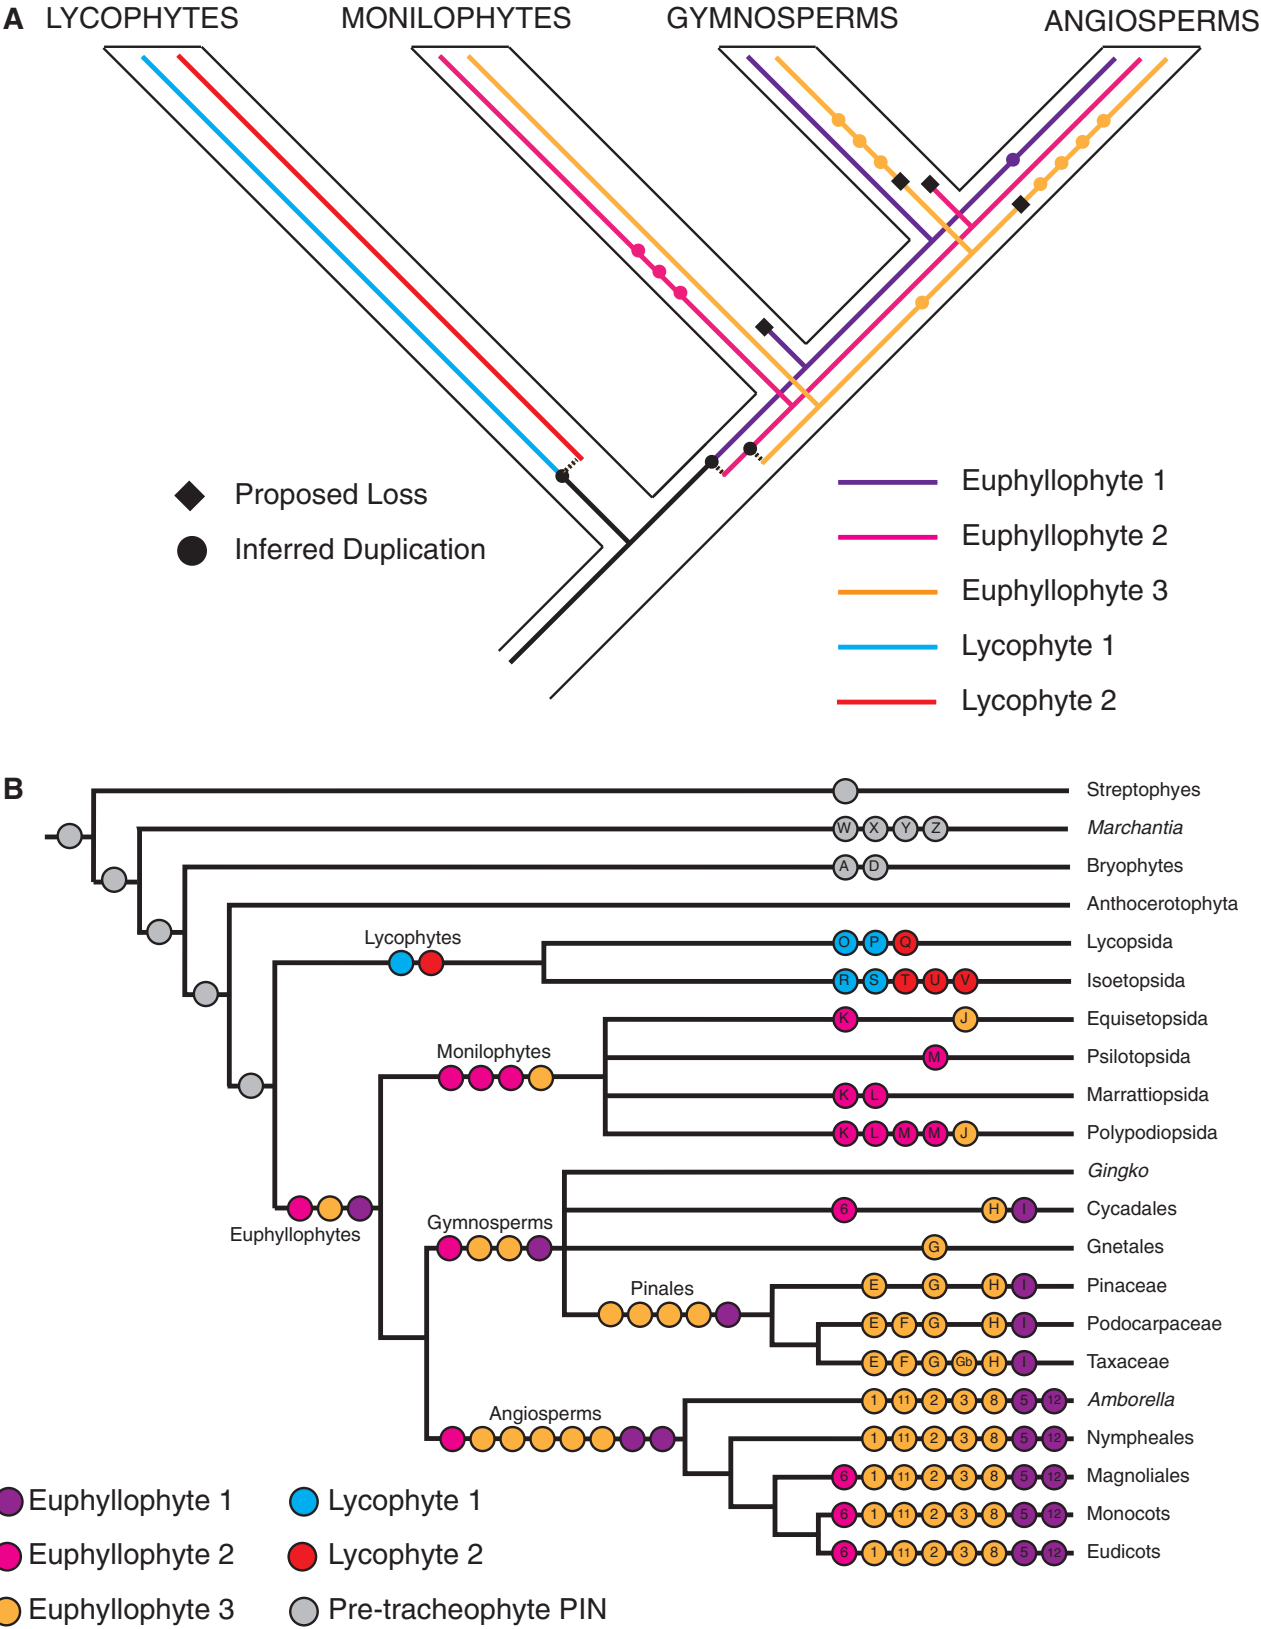 A
LYCOPHYTES MONILOPHYTES GYMNOSPERMS ANGIOSPERMS
Proposed Loss
Inferred Duplication
Euphyllophyte 1
Euphyllophyte 2
Euphyllophyte 3
Lycophyte 1
Lycophyte 2
B
Streptophyes
W X Y Z Marchantia
A D Bryophytes
Anthocerotophyta
Lycophytes
O P Q Lycopsida
R S T U V Isoetopsida
K J Equisetopsida
Monilophytes
M Psilotopsida
K L Marrattiopsida
K L M M J Polypodiopsida
Gingko
Euphyllophytes
6 H I Cycadales
Gymnosperms
G Gnetales
Pinales
E G H I Pinaceae
E F G H I Podocarpaceae
E F G Gb H I Taxaceae
1 11 2 3 8 5 12 Amborella
Angiosperms
1 11 2 3 8 5 12 Nympheales
6 1 11 2 3 8 5 12 Magnoliales
6 1 11 2 3 8 5 12 Monocots
6 1 11 2 3 8 5 12 Eudicots
Euphyllophyte 1 Lycophyte 1
Euphyllophyte 2 Lycophyte 2
Euphyllophyte 3 Pre-tracheophyte PIN